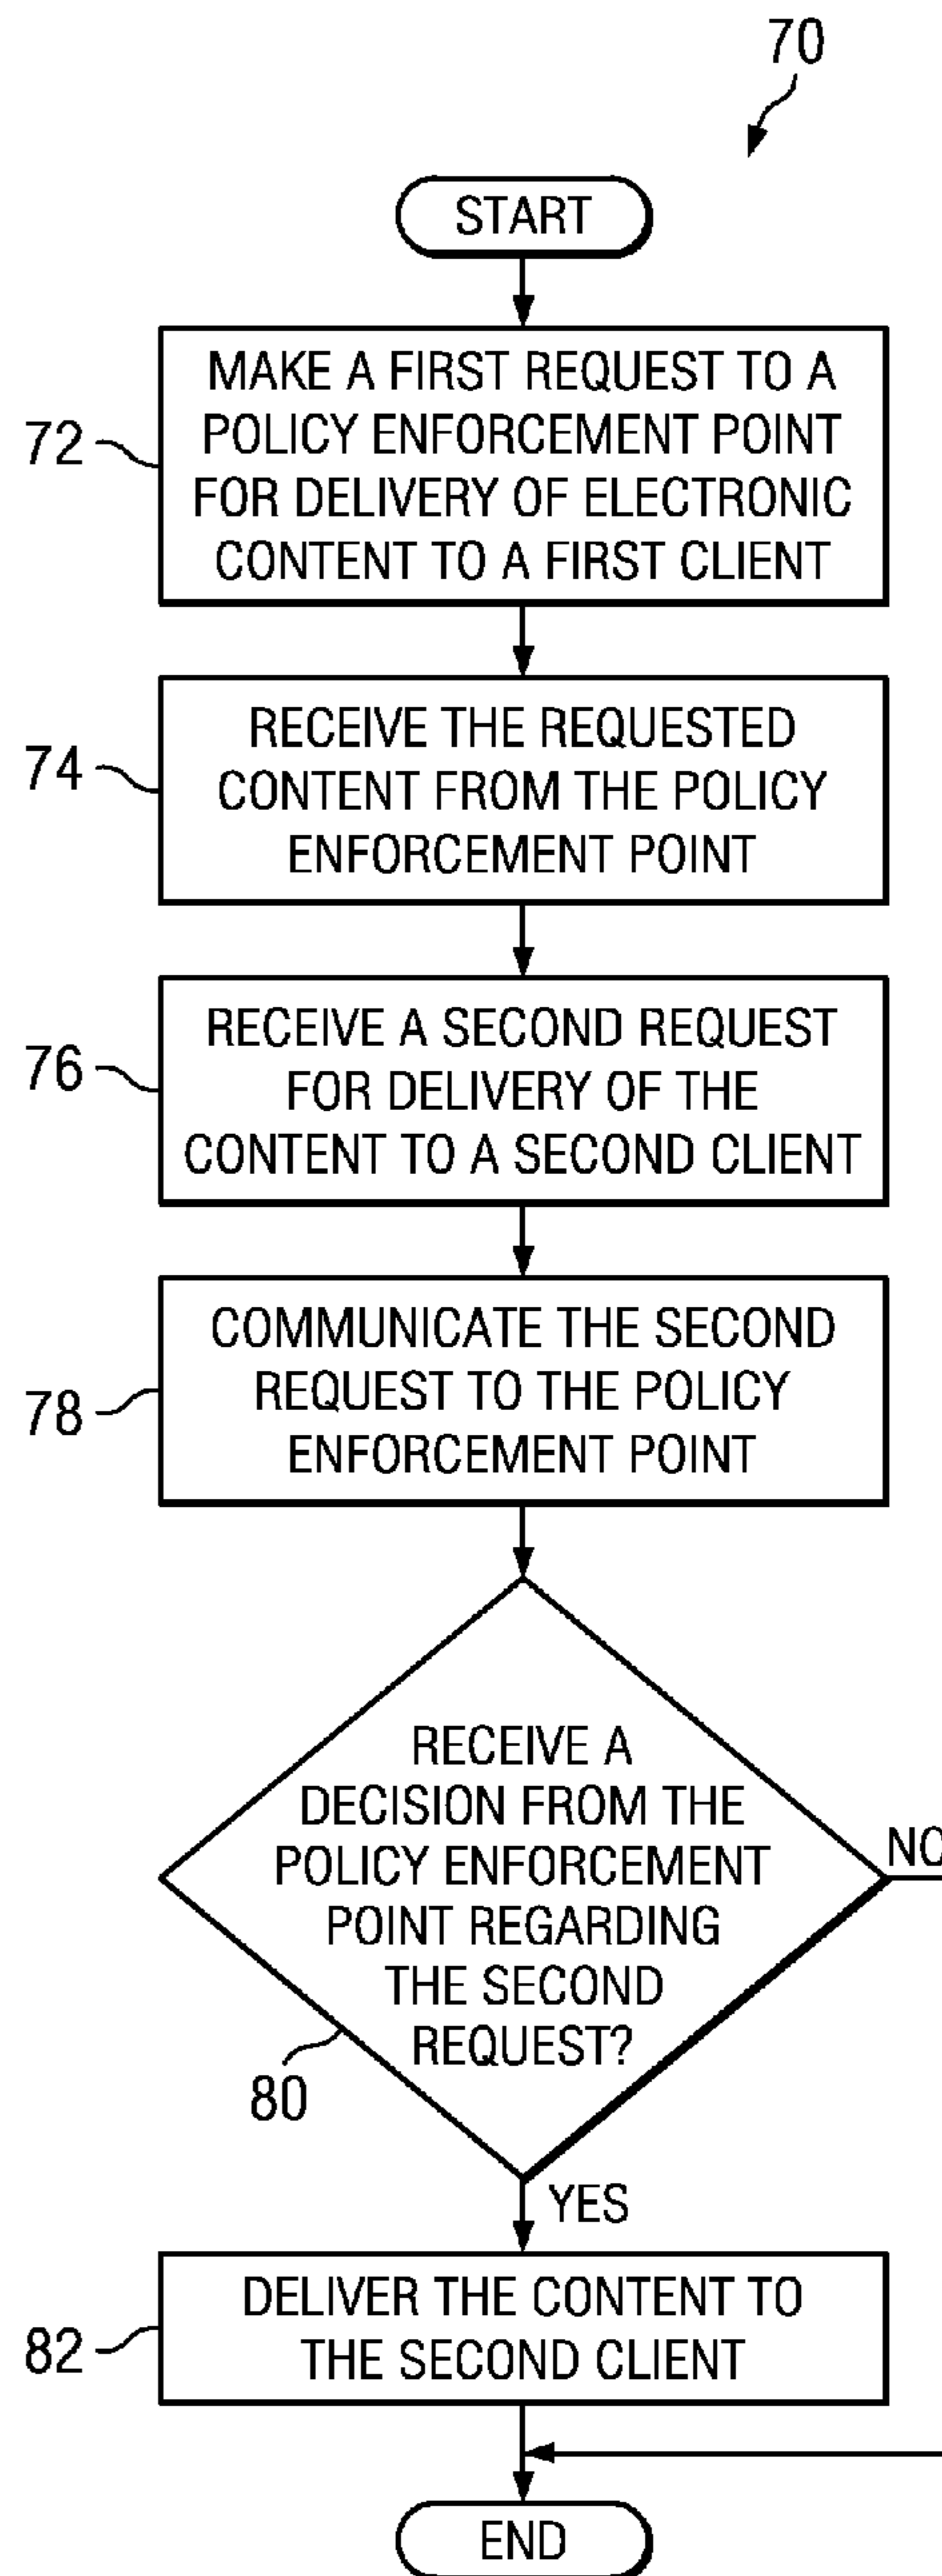 70
START
72
MAKE A FIRST REQUEST TO A
POLICY ENFORCEMENT POINT
FOR DELIVERY OF ELECTRONIC
CONTENT TO A FIRST CLIENT
74
RECEIVE THE REQUESTED
CONTENT FROM THE POLICY
ENFORCEMENT POINT
76
RECEIVE A SECOND REQUEST
FOR DELIVERY OF THE
CONTENT TO A SECOND CLIENT
78
COMMUNICATE THE SECOND
REQUEST TO THE POLICY
ENFORCEMENT POINT
RECEIVE A
DECISION FROM THE
POLICY ENFORCEMENT
POINT REGARDING
THE SECOND
REQUEST?
NO
80
YES
82
DELIVER THE CONTENT TO
THE SECOND CLIENT
END